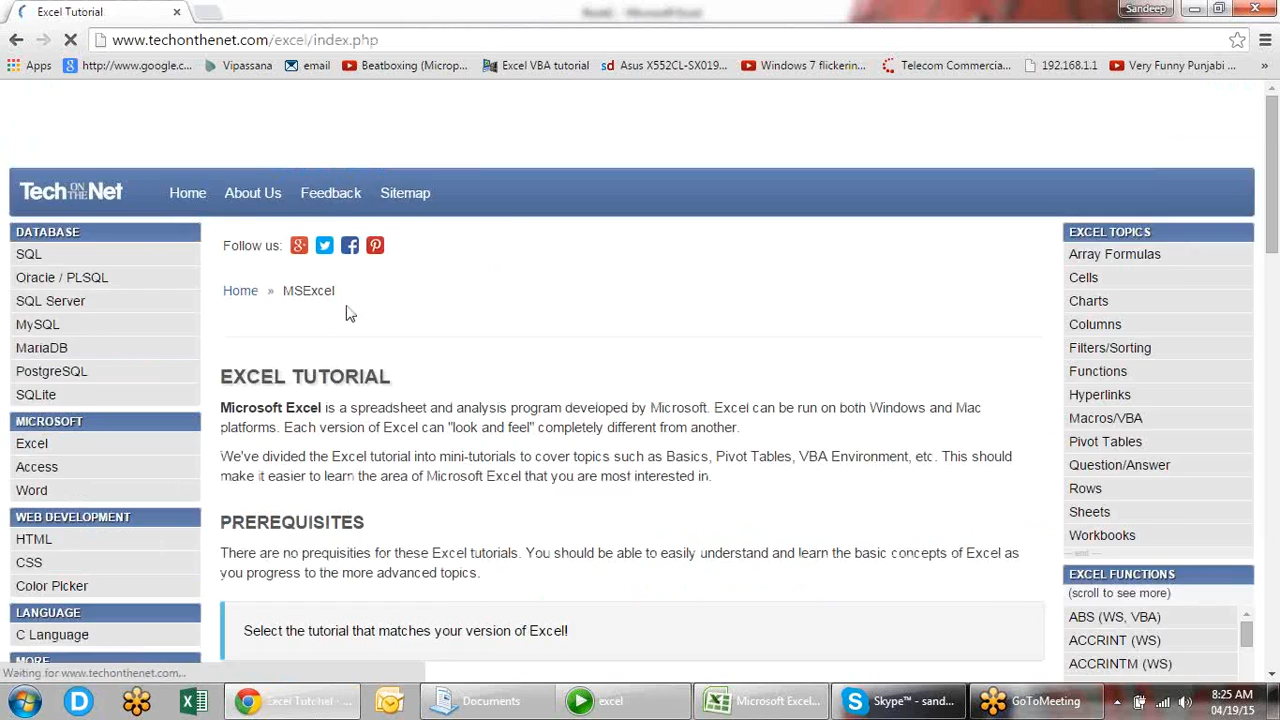 Excel Tutorial
Sandeep
www.techonthenet.com/excel/index.php
Apps http://www.google.c... Vipassana email Beatboxing (Microp... Excel VBA tutorial sd Asus X552CL-SX019... Windows 7 flickerin... Telecom Commercia... 192.168.1.1 Very Funny Punjabi ... »
Tech ON THE Net Home About Us Feedback Sitemap
DATABASE
SQL
Oracle / PLSQL
SQL Server
MySQL
MariaDB
PostgreSQL
SQLite
MICROSOFT
Excel
Access
Word
WEB DEVELOPMENT
HTML
CSS
Color Picker
LANGUAGE
C Language
MORE
Follow us:
Home » MSExcel
EXCEL TUTORIAL
Microsoft Excel is a spreadsheet and analysis program developed by Microsoft. Excel can be run on both Windows and Mac
platforms. Each version of Excel can "look and feel" completely different from another.
We've divided the Excel tutorial into mini-tutorials to cover topics such as Basics, Pivot Tables, VBA Environment, etc. This should
make it easier to learn the area of Microsoft Excel that you are most interested in.
PREREQUISITES
There are no prequisities for these Excel tutorials. You should be able to easily understand and learn the basic concepts of Excel as
you progress to the more advanced topics.
Select the tutorial that matches your version of Excel!
EXCEL TOPICS
Array Formulas
Cells
Charts
Columns
Filters/Sorting
Functions
Hyperlinks
Macros/VBA
Pivot Tables
Question/Answer
Rows
Sheets
Workbooks
EXCEL FUNCTIONS
(scroll to see more)
ABS (WS, VBA)
ACCRINT (WS)
ACCRINTM (WS)
Waiting for www.techonthenet.com...
Excel Tutorial - ... Documents excel Microsoft Excel... Skype™ - sand... GoToMeeting
8:25 AM
04/19/15